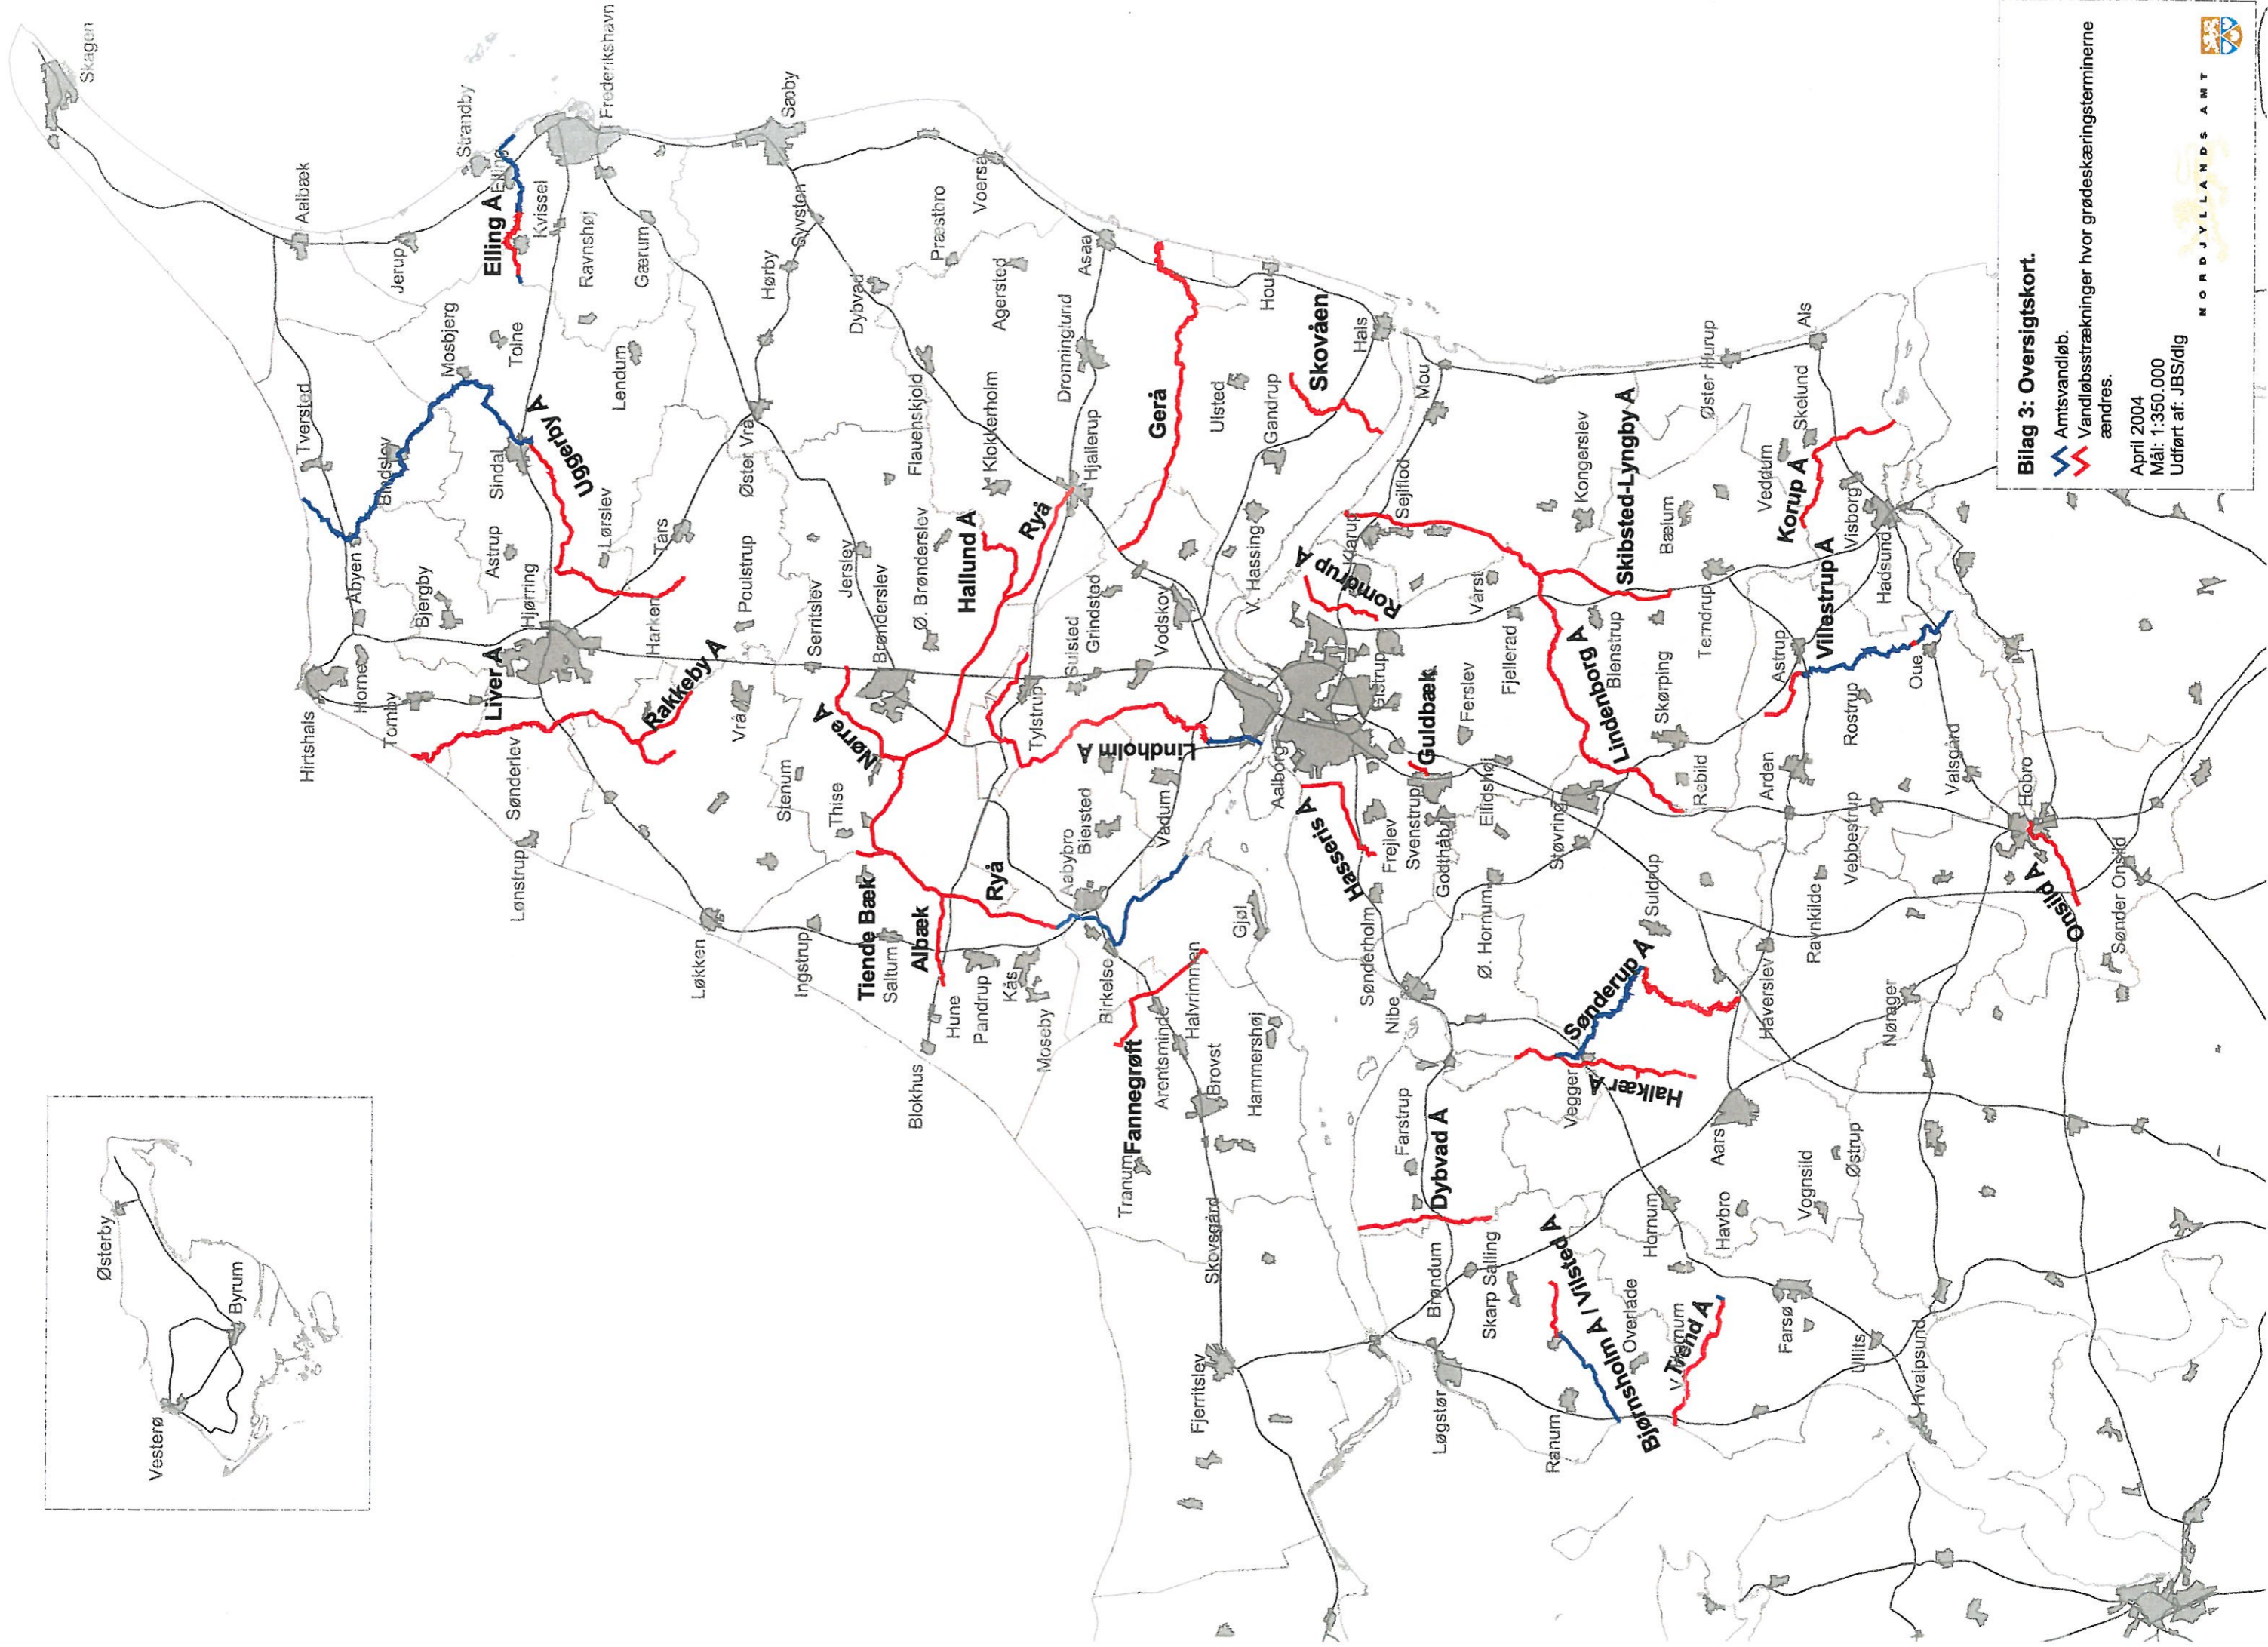 Skagen
Aalbæk
Strandby
Elling
Elling Å
Kvissel
Frederikshavn
Jerup
Ravnshøj
Gærum
Sæby
Syvsten
Hørby
Dybvad
Præstbro
Voerså
Agersted
Asaa
Tversted
Mosbjerg
Tolne
Lendum
Bindslev
Sindal
Uggerby Å
Lørslev
Tars
Øster Vrå
Flauenskjold
Klokkerholm
Dronninglund
Hjallerup
Gerå
Hou
Ulsted
Gandrup
Skovåen
Hals
Mou
Åbyen
Bjergby
Astrup
Hjørring
Harken
Poulstrup
Serritslev
Jerslev
Brønderslev
Ø. Brønderslev
Hallund Å
Ryå
Hirtshals
Horne
Tornby
Liver Å
Rakkeby Å
Vrå
Sønderlev
Lønstrup
Stenum
Thise
Nørre Å
Tylstrup
Sulsted
Grindsted
Vodskov
V. Hassing
Lindholm Å
Løkken
Ingstrup
Tiende Bæk
Saltum
Albæk
Ryå
Aabybro
Biersted
Vadum
Aalborg
Blokhus
Hune
Pandrup
Kås
Moseby
Birkelse
Gjøl
Fannegrøft
Tranum
Arentsminde
Halvrimmen
Brovst
Hammershøj
Skovsgård
Fjerritslev
Romdrup Å
Klarup
Sejlflod
Gistrup
Vårst
Guldbæk
Ferslev
Fjellerad
Kongerslev
Skibsted-Lyngby Å
Bælum
Øster Hurup
Als
Skelund
Veddum
Korup Å
Visborg
Hadsund
Villestrup Å
Terndrup
Astrup
Lindenborg Å
Blenstrup
Skørping
Rostrup
Oue
Hasseris Å
Frejlev
Svenstrup
Godthåb
Ellidshøj
Støvring
Rebild
Arden
Valsgård
Hobro
Vebbestrup
Ravnkilde
Onsild Å
Sønder Onsild
Sønderholm
Nibe
Ø. Hornum
Suldrup
Sønderup Å
Haverslev
Nørager
Vegger
Halkær Å
Farstrup
Dybvad Å
Aars
Brøndum
Skarp Salling
Hornum
Havbro
Vognsild
Østrup
Bjørnsholm Å / Vilsted Å
Overlade
Trend Å
Farsø
Ullits
Hvalpsund
Løgstør
Ranum
Østerby
Byrum
Vesterø
Bilag 3: Oversigtskort.
Amtsvandløb.
Vandløbsstrækninger hvor grødeskæringsterminerne
ændres.
April 2004
Mål: 1:350.000
Udført af: JBS/dlg
NORDJYLLANDS AMT